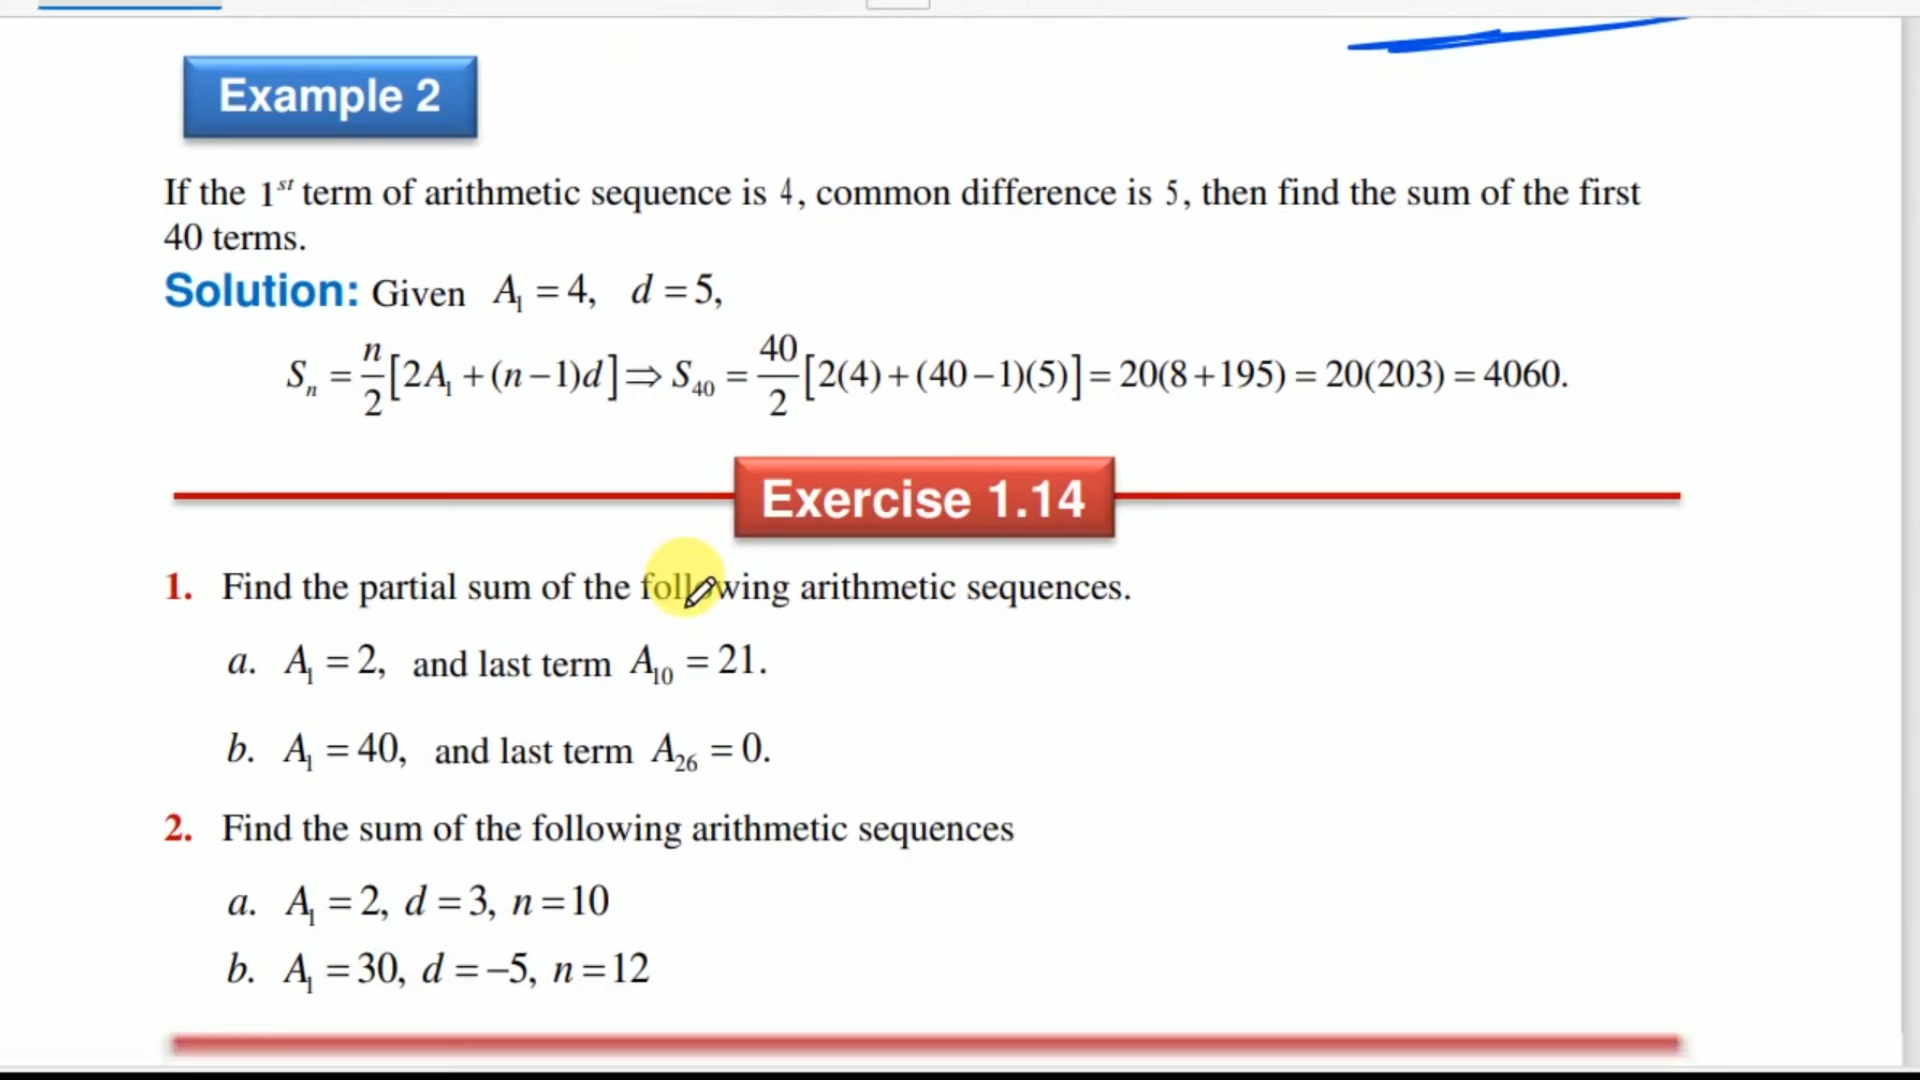 Example 2
If the 1st term of arithmetic sequence is 4, common difference is 5, then find the sum of the first
40 terms.
Solution: Given A₁ = 4, d = 5,
Sₙ = n/2 [2A₁ + (n − 1)d] ⇒ S₄₀ = 40/2 [2(4) + (40 − 1)(5)] = 20(8 + 195) = 20(203) = 4060.
Exercise 1.14
1. Find the partial sum of the following arithmetic sequences.
a. A₁ = 2, and last term A₁₀ = 21.
b. A₁ = 40, and last term A₂₆ = 0.
2. Find the sum of the following arithmetic sequences
a. A₁ = 2, d = 3, n = 10
b. A₁ = 30, d = −5, n = 12